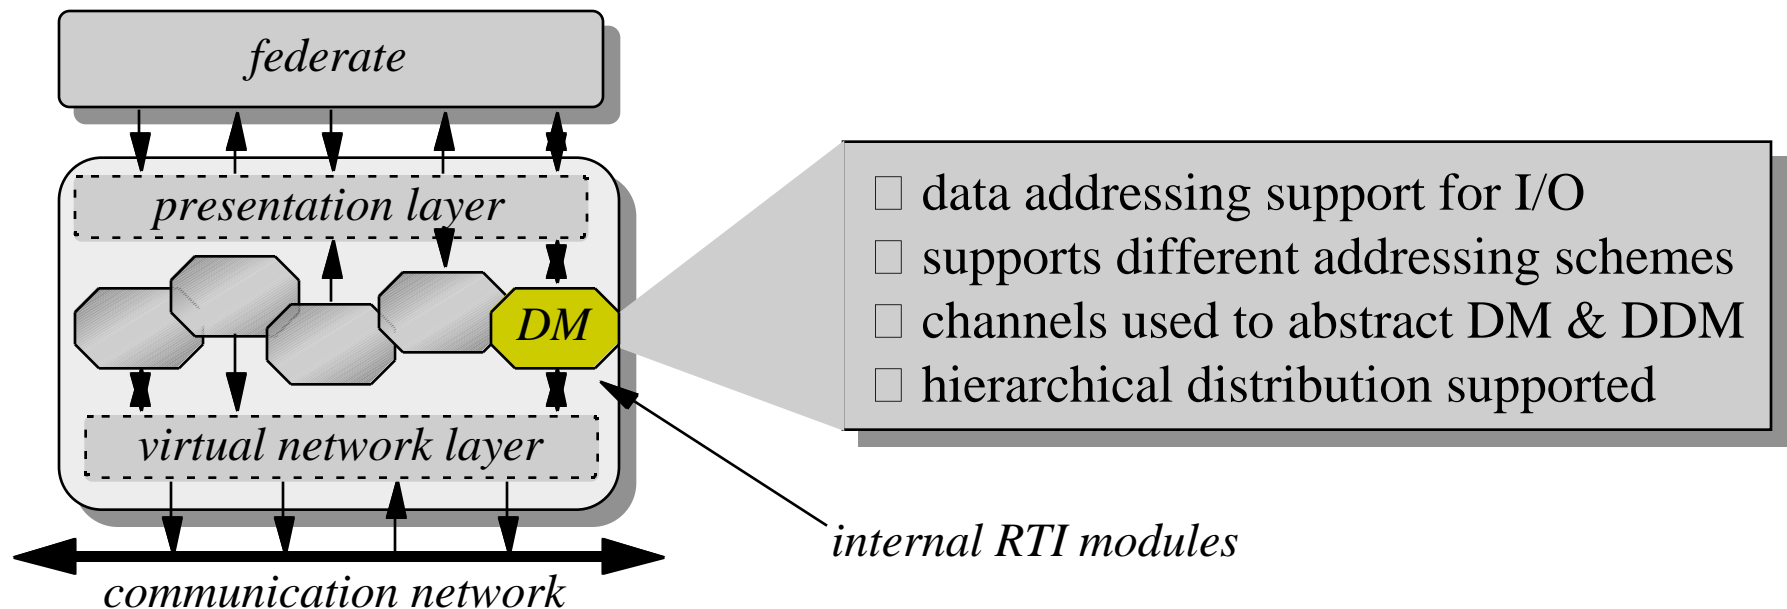 federate
presentation layer
DM
virtual network layer
communication network
□ data addressing support for I/O
□ supports different addressing schemes
□ channels used to abstract DM & DDM
□ hierarchical distribution supported
internal RTI modules